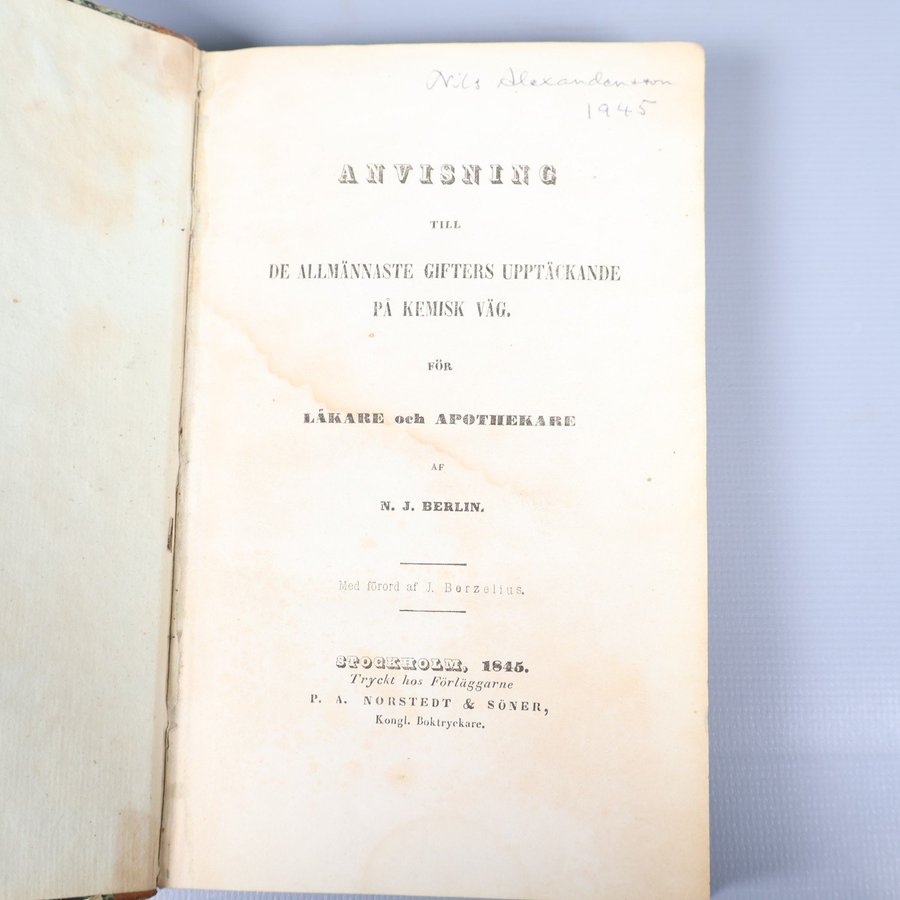 Nils Alexanderson
1945
ANVISNING
TILL
DE ALLMÄNNASTE GIFTERS UPPTÄCKANDE
PÅ KEMISK VÄG.
FÖR
LÄKARE och APOTHEKARE
AF
N. J. BERLIN.
Med förord af J. Berzelius.
STOCKHOLM, 1845.
Tryckt hos Förläggarne
P. A. NORSTEDT & SÖNER,
Kongl. Boktryckare.